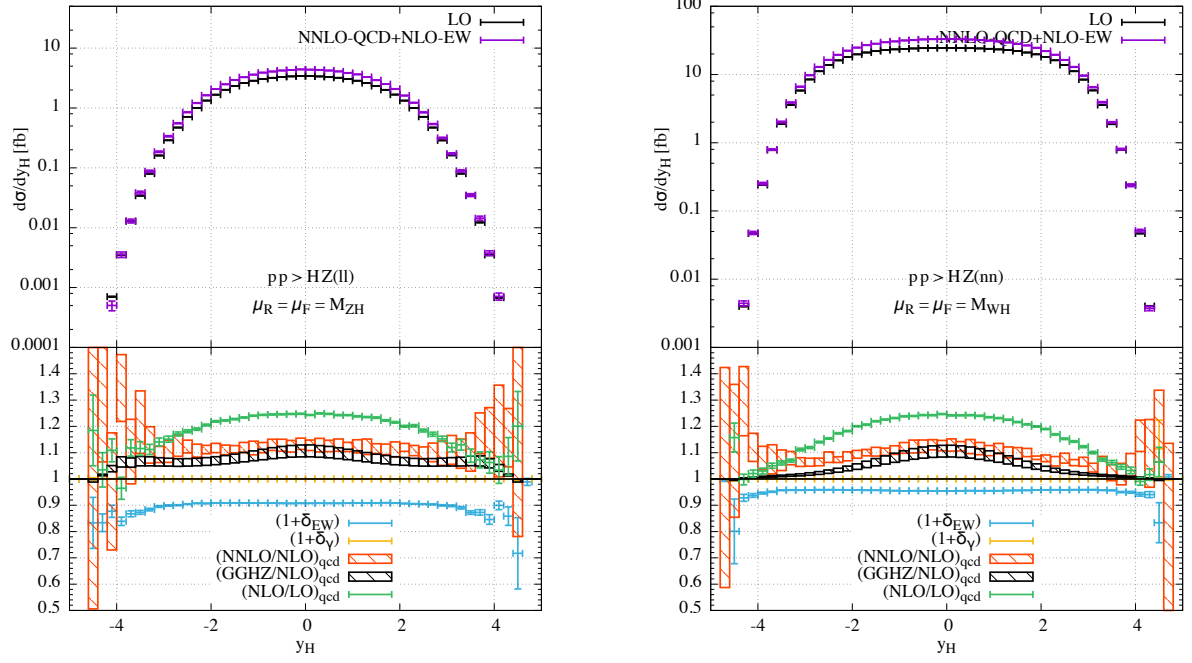 LO
NNLO-QCD+NLO-EW
10
1
0.1
0.01
0.001
0.0001
dσ/dy_H [fb]
pp > HZ(ll)
μ_R = μ_F = M_ZH
1.4
1.3
1.2
1.1
1
0.9
0.8
0.7
0.6
0.5
(1+δ_EW)
(1+δ_γ)
(NNLO/NLO)_qcd
(GGHZ/NLO)_qcd
(NLO/LO)_qcd
-4 -2 0 2 4
y_H
LO
NNLO-QCD+NLO-EW
100
10
1
0.1
0.01
0.001
dσ/dy_H [fb]
pp > HZ(nn)
μ_R = μ_F = M_WH
1.4
1.3
1.2
1.1
1
0.9
0.8
0.7
0.6
0.5
(1+δ_EW)
(1+δ_γ)
(NNLO/NLO)_qcd
(GGHZ/NLO)_qcd
(NLO/LO)_qcd
-4 -2 0 2 4
y_H